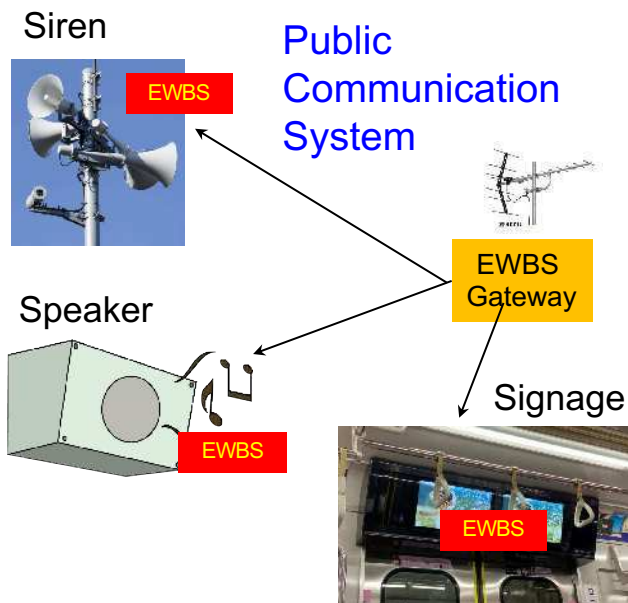 Siren
EWBS
Public
Communication
System
EWBS
Gateway
Speaker
EWBS
Signage
EWBS